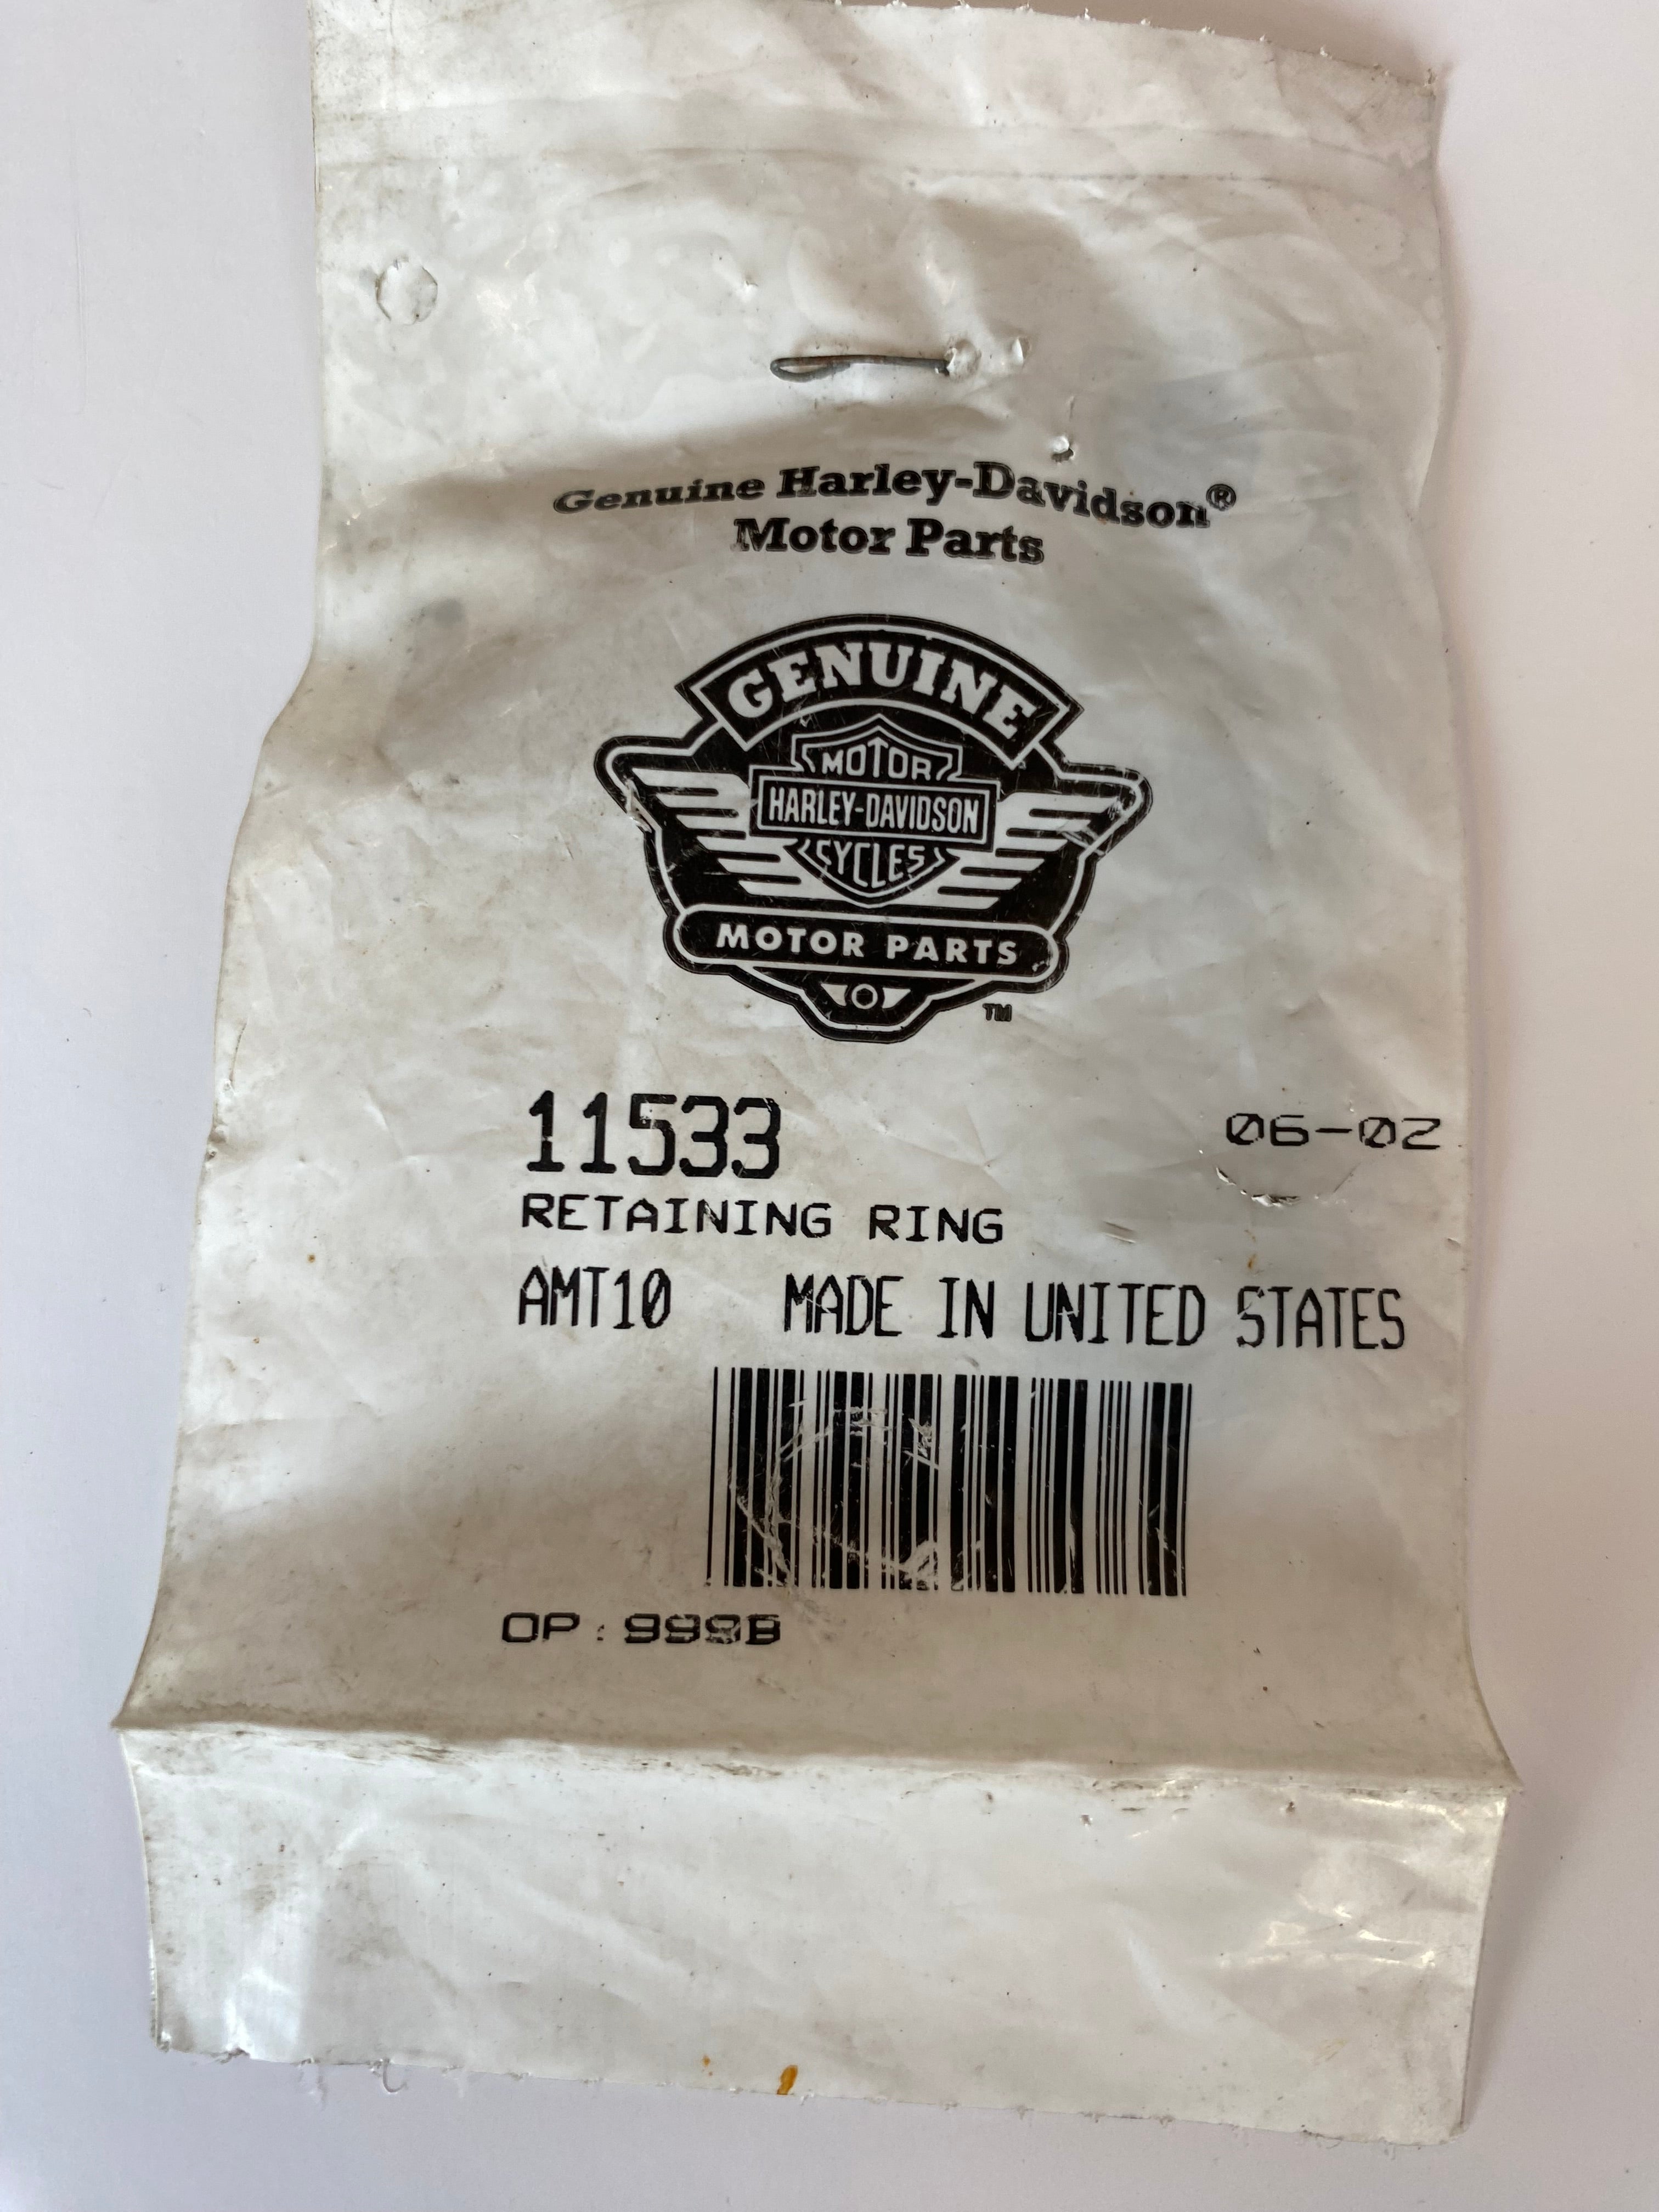 Genuine Harley-Davidson®
Motor Parts
GENUINE
MOTOR
HARLEY-DAVIDSON
CYCLES
MOTOR PARTS
TM
11533
06-02
RETAINING RING
AMT10 MADE IN UNITED STATES
OP: 999B